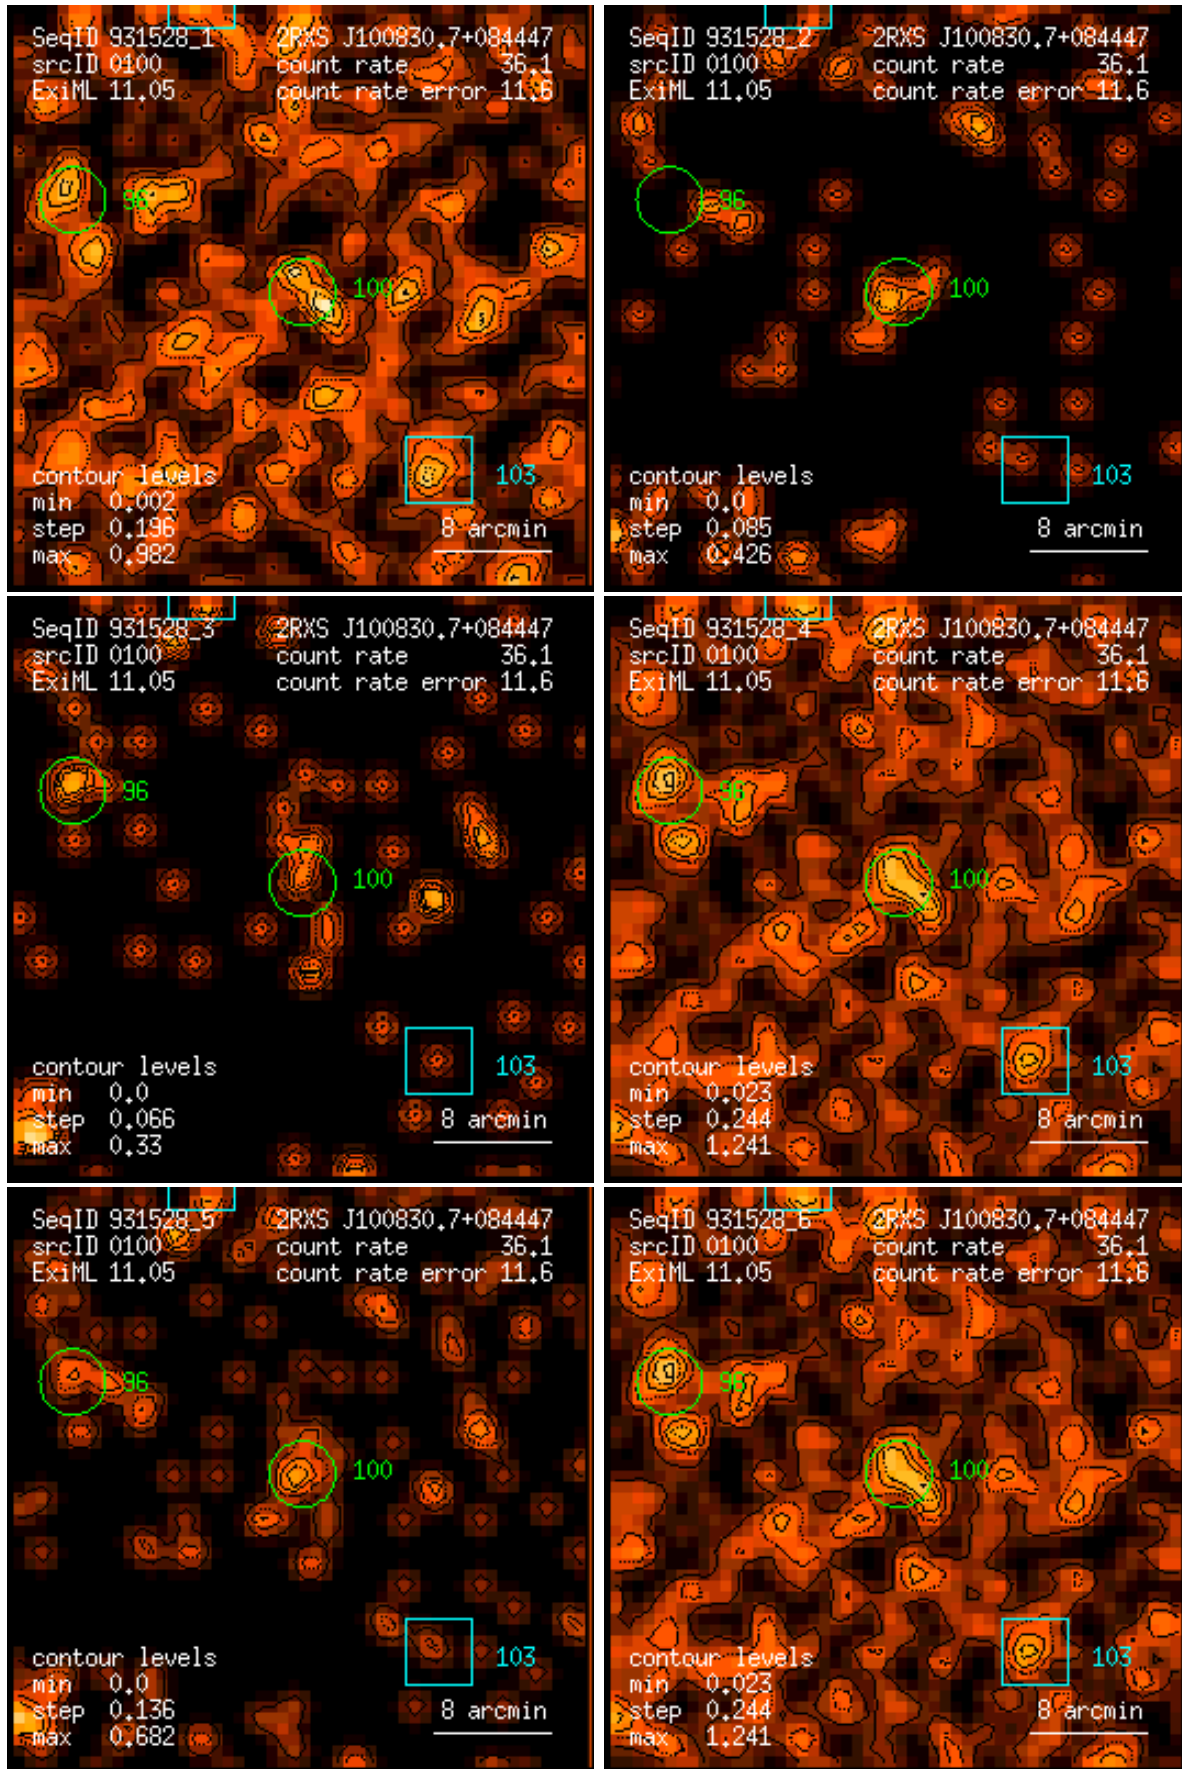 SeqID 931528_1 2RXS J100830.7+084447
srcID 0100 count rate 36.1
ExiML 11.05 count rate error 11.6
96
100
103
contour levels
min 0.002
step 0.196
max 0.982
8 arcmin
SeqID 931528_2 2RXS J100830.7+084447
srcID 0100 count rate 36.1
ExiML 11.05 count rate error 11.6
96
100
103
contour levels
min 0.0
step 0.085
max 0.426
8 arcmin
SeqID 931528_3 2RXS J100830.7+084447
srcID 0100 count rate 36.1
ExiML 11.05 count rate error 11.6
96
100
103
contour levels
min 0.0
step 0.066
max 0.33
8 arcmin
SeqID 931528_4 2RXS J100830.7+084447
srcID 0100 count rate 36.1
ExiML 11.05 count rate error 11.6
96
100
103
contour levels
min 0.023
step 0.244
max 1.241
8 arcmin
SeqID 931528_5 2RXS J100830.7+084447
srcID 0100 count rate 36.1
ExiML 11.05 count rate error 11.6
96
100
103
contour levels
min 0.0
step 0.136
max 0.682
8 arcmin
SeqID 931528_6 2RXS J100830.7+084447
srcID 0100 count rate 36.1
ExiML 11.05 count rate error 11.6
96
100
103
contour levels
min 0.023
step 0.244
max 1.241
8 arcmin